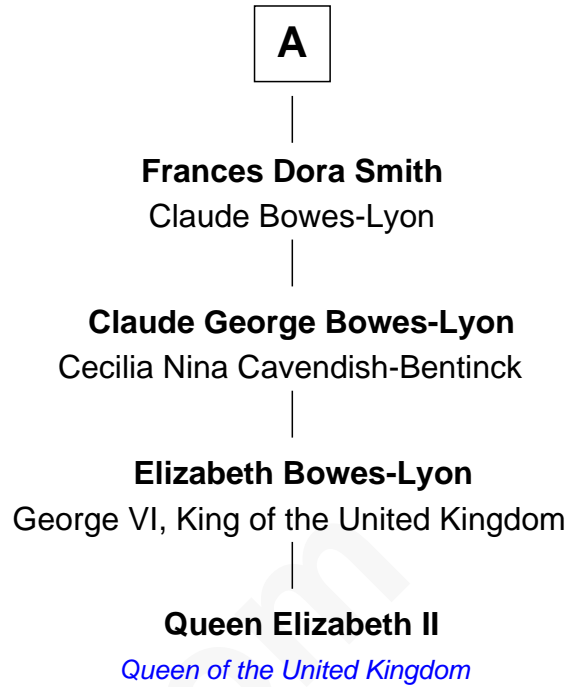 A
Frances Dora Smith
Claude Bowes-Lyon
Claude George Bowes-Lyon
Cecilia Nina Cavendish-Bentinck
Elizabeth Bowes-Lyon
George VI, King of the United Kingdom
Queen Elizabeth II
Queen of the United Kingdom